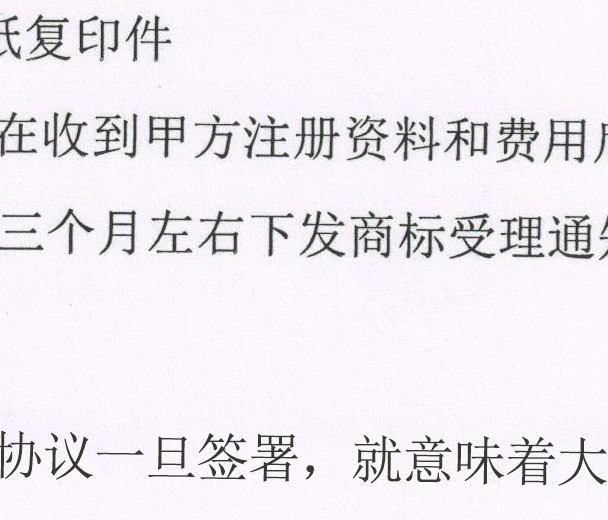 纸复印件
在收到甲方注册资料和费用
三个月左右下发商标受理通
协议一旦签署，就意味着大